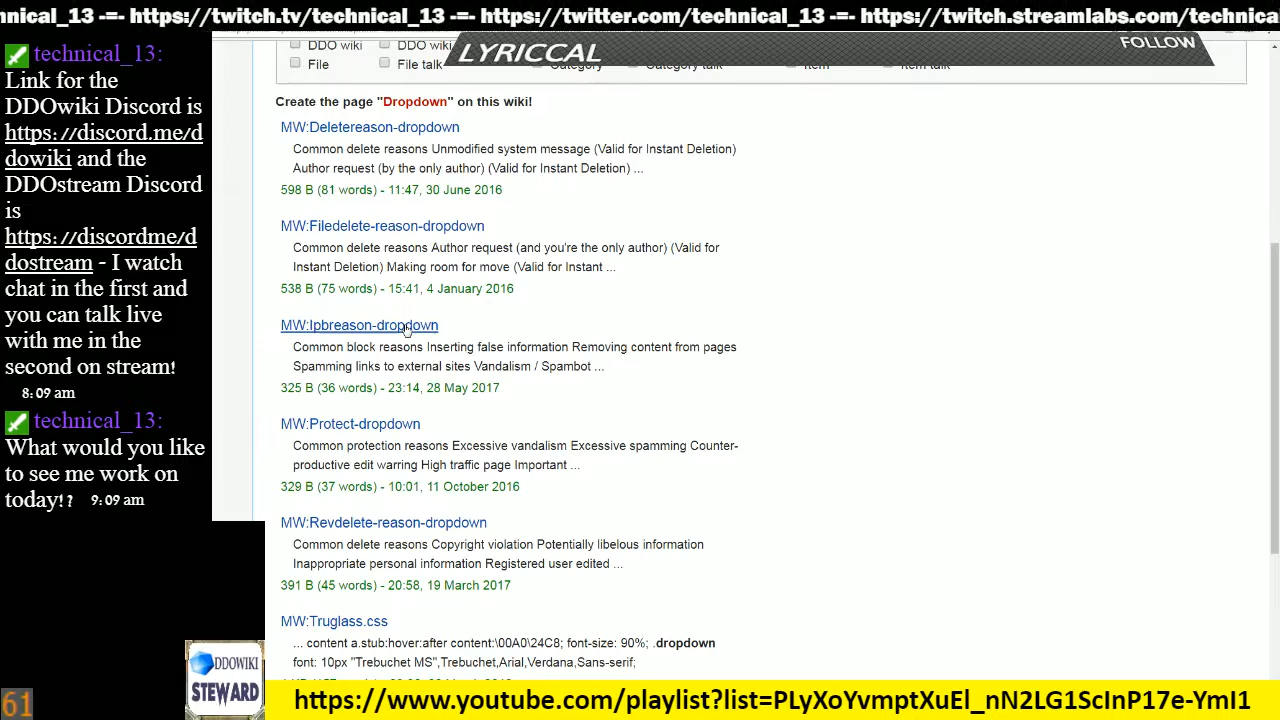 nical_13 -=- https://twitch.tv/technical_13 -=- https://twitter.com/technical_13 -=- https://twitch.streamlabs.com/technica
technical_13:
Link for the
DDOwiki Discord is
https://discord.me/d
dowiki and the
DDOstream Discord
is
https://discordme/d
dostream - I watch
chat in the first and
you can talk live
with me in the
second on stream!
8:09 am
technical_13:
What would you like
to see me work on
today!? 9:09 am
LYRICCAL
FOLLOW
DDO wiki
DDO wiki
File
File talk
Category
Category talk
Item
Item talk
Create the page "Dropdown" on this wiki!
MW:Deletereason-dropdown
Common delete reasons Unmodified system message (Valid for Instant Deletion)
Author request (by the only author) (Valid for Instant Deletion) ...
598 B (81 words) - 11:47, 30 June 2016
MW:Filedelete-reason-dropdown
Common delete reasons Author request (and you're the only author) (Valid for
Instant Deletion) Making room for move (Valid for Instant ...
538 B (75 words) - 15:41, 4 January 2016
MW:Ipbreason-dropdown
Common block reasons Inserting false information Removing content from pages
Spamming links to external sites Vandalism / Spambot ...
325 B (36 words) - 23:14, 28 May 2017
MW:Protect-dropdown
Common protection reasons Excessive vandalism Excessive spamming Counter-
productive edit warring High traffic page Important ...
329 B (37 words) - 10:01, 11 October 2016
MW:Revdelete-reason-dropdown
Common delete reasons Copyright violation Potentially libelous information
Inappropriate personal information Registered user edited ...
391 B (45 words) - 20:58, 19 March 2017
MW:Truglass.css
... content a.stub:hover:after content:\00A0\24C8; font-size: 90%; .dropdown
font: 10px "Trebuchet MS",Trebuchet,Arial,Verdana,Sans-serif;
DDOWIKI
STEWARD
61
https://www.youtube.com/playlist?list=PLyXoYvmptXuEl_nN2LG1ScInP17e-YmI1